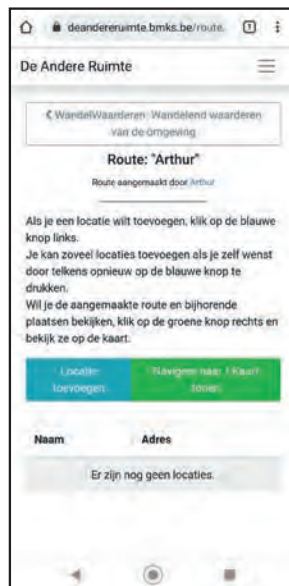 deandereruimte.bmks.be/route.
1
De Andere Ruimte
WandelWaarderen: Wandelend waarderen
van de omgeving
Route: "Arthur"
Route aangemaakt door Arthur
Als je een locatie wilt toevoegen, klik op de blauwe
knop links.
Je kan zoveel locaties toevoegen als je zelf wenst
door telkens opnieuw op de blauwe knop te
drukken.
Wil je de aangemaakte route en bijhorende
plaatsen bekijken, klik op de groene knop rechts en
bekijk ze op de kaart.
Locatie
toevoegen
Navigeer naar / Kaart
tonen
Naam Adres
Er zijn nog geen locaties.